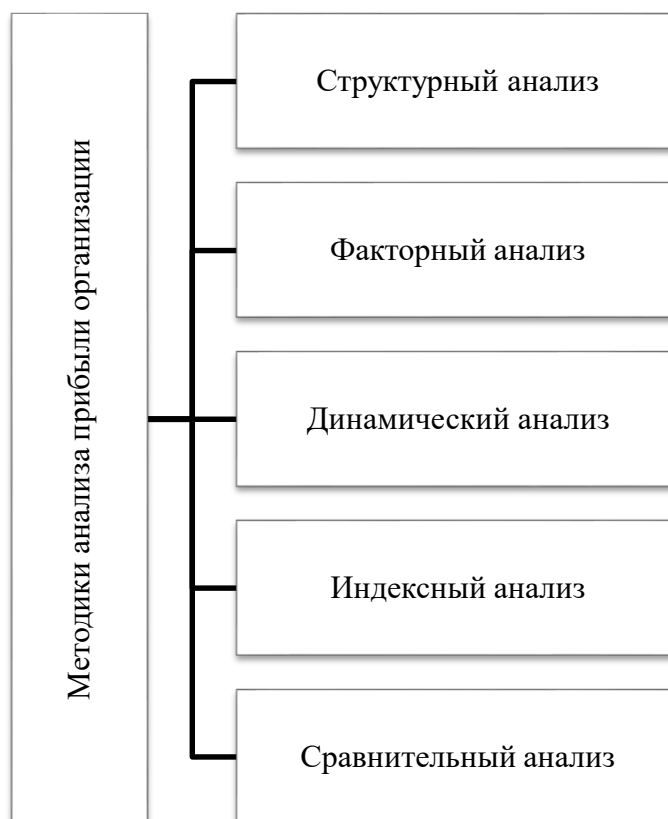 Методики анализа прибыли организации
Структурный анализ
Факторный анализ
Динамический анализ
Индексный анализ
Сравнительный анализ